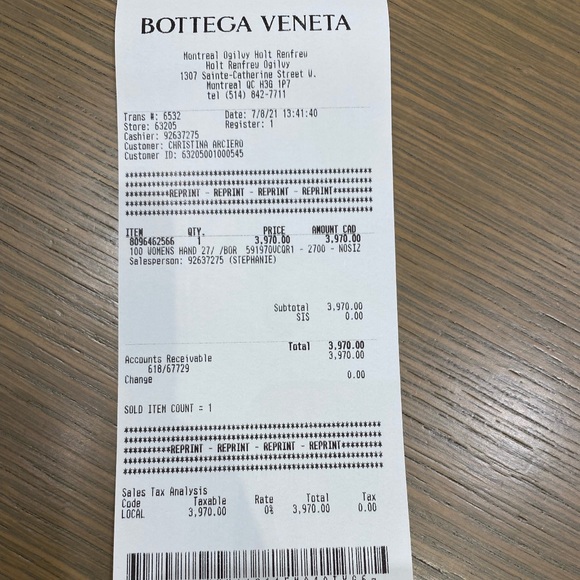 BOTTEGA VENETA
Montreal Ogilvy Holt Renfrew
Holt Renfrew Ogilvy
1307 Sainte-Catherine Street W.
Montreal QC H3G 1P7
tel (514) 842-7711
Trans #: 6532 Date: 7/8/21 13:41:40
Store: 63205 Register: 1
Cashier: 92637275
Customer: CHRISTINA ARCIERO
Customer ID: 63205001000545
REPRINT - REPRINT - REPRINT - REPRINT
ITEM QTY. PRICE AMOUNT CAD
8096462566 1 3,970.00 3,970.00
100 WOMENS HAND 27/ /BOR 591970VCQR1 - 2700 - NOSIZ
Salesperson: 92637275 (STEPHANIE)
Subtotal 3,970.00
SIS 0.00
Total 3,970.00
Accounts Receivable 3,970.00
618/67729
Change 0.00
SOLD ITEM COUNT = 1
REPRINT - REPRINT - REPRINT - REPRINT
Sales Tax Analysis
Code Taxable Rate Total Tax
LOCAL 3,970.00 0% 3,970.00 0.00